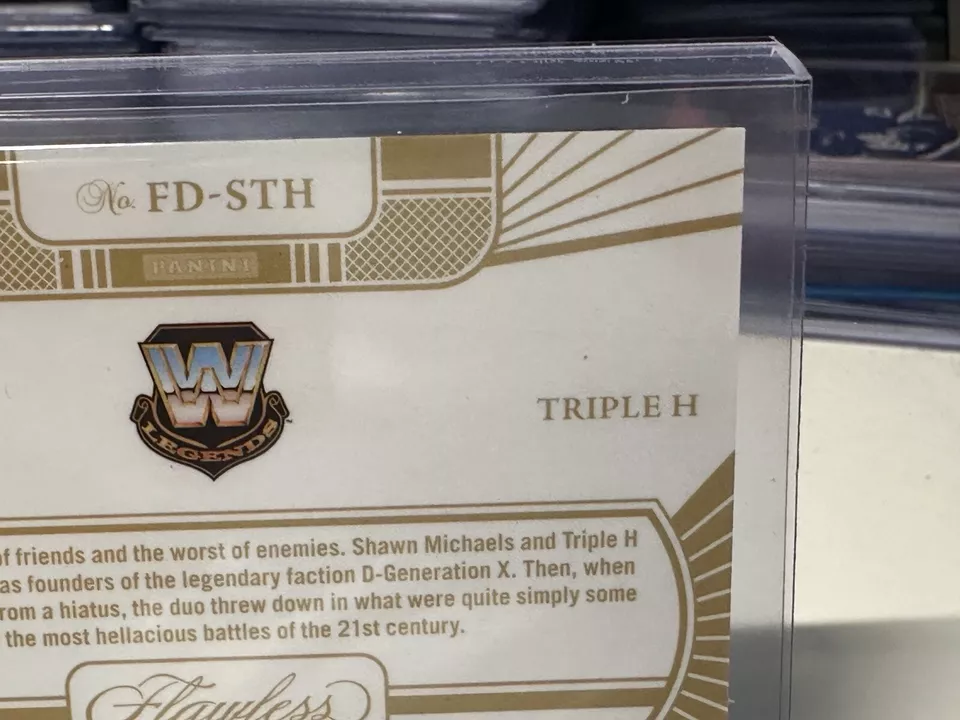 No. FD-STH
PANINI
W
LEGENDS
TRIPLE H
of friends and the worst of enemies. Shawn Michaels and Triple H
as founders of the legendary faction D-Generation X. Then, when
rom a hiatus, the duo threw down in what were quite simply some
the most hellacious battles of the 21st century.
Flawless